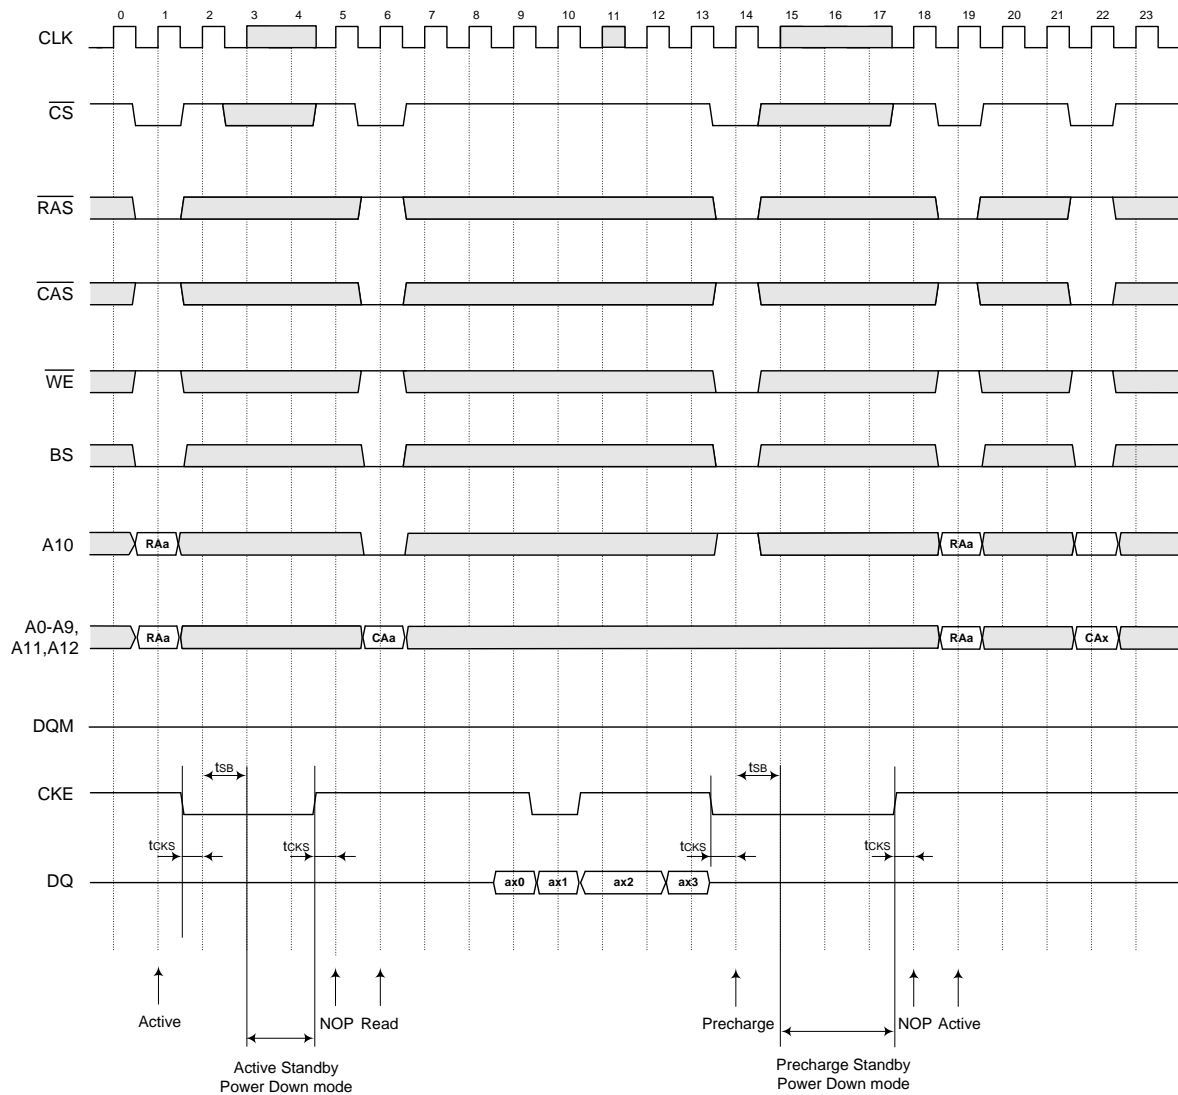 0 1 2 3 4 5 6 7 8 9 10 11 12 13 14 15 16 17 18 19 20 21 22 23
CLK
CS
RAS
CAS
WE
BS
A10 RAa RAa
A0-A9,
A11,A12
RAa CAa RAa CAx
DQM
tSB tSB
CKE
tCKS tCKS tCKS tCKS
DQ ax0 ax1 ax2 ax3
Active NOP Read Precharge NOP Active
Active Standby
Power Down mode
Precharge Standby
Power Down mode